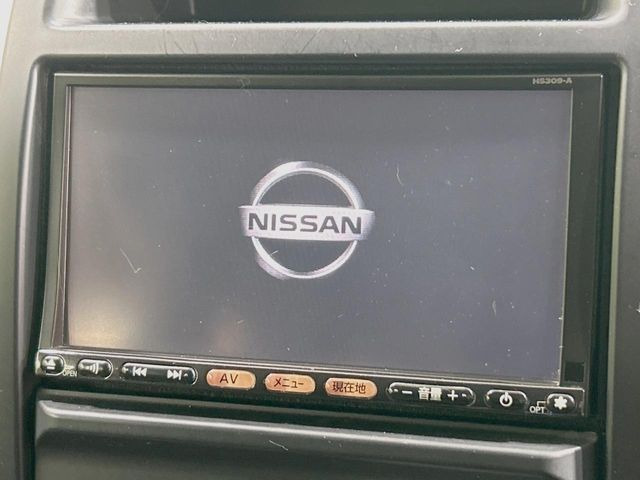 HS309-A
NISSAN
OPEN
AV
メニュー
現在地
− 音量 +
OPT